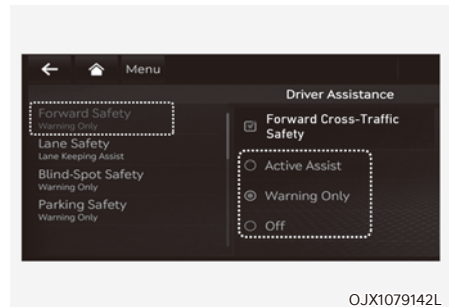 Menu
Driver Assistance
Forward Safety
Warning Only
Lane Safety
Lane Keeping Assist
Blind-Spot Safety
Warning Only
Parking Safety
Warning Only
Forward Cross-Traffic
Safety
Active Assist
Warning Only
Off
OJX1079142L